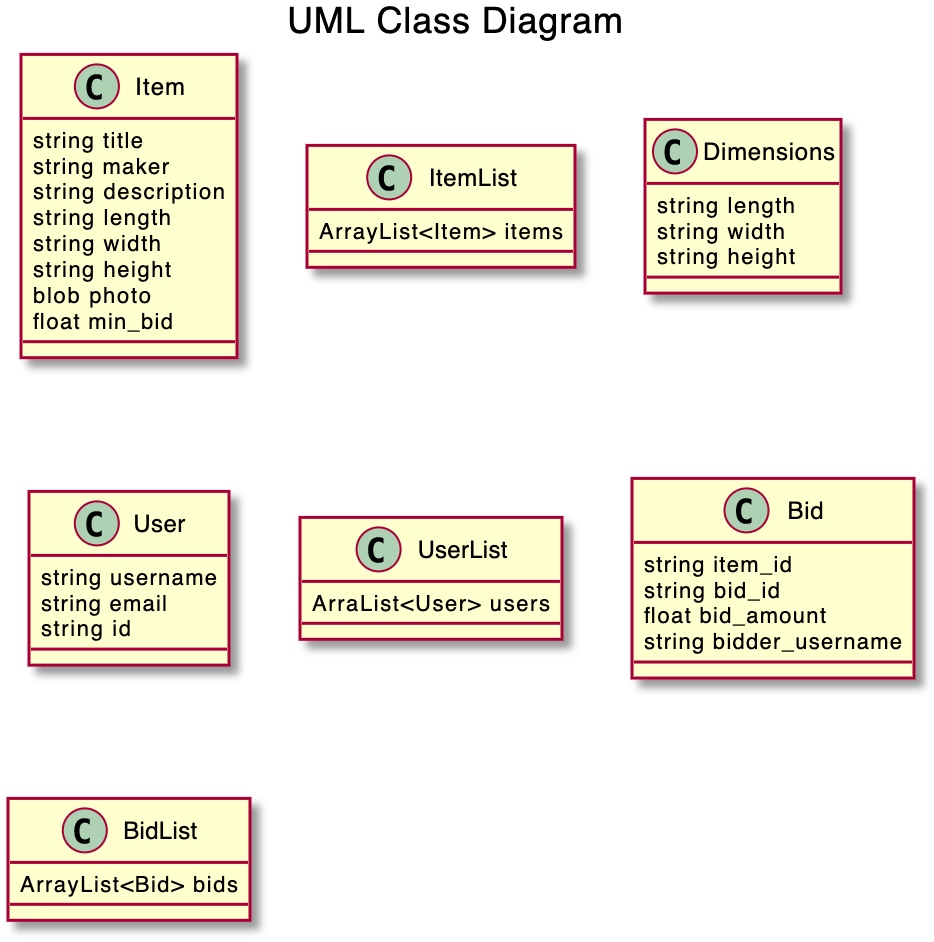 UML Class Diagram
C Item
string title
string maker
string description
string length
string width
string height
blob photo
float min_bid
C ItemList
ArrayList<Item> items
C Dimensions
string length
string width
string height
C User
string username
string email
string id
C UserList
ArraList<User> users
C Bid
string item_id
string bid_id
float bid_amount
string bidder_username
C BidList
ArrayList<Bid> bids